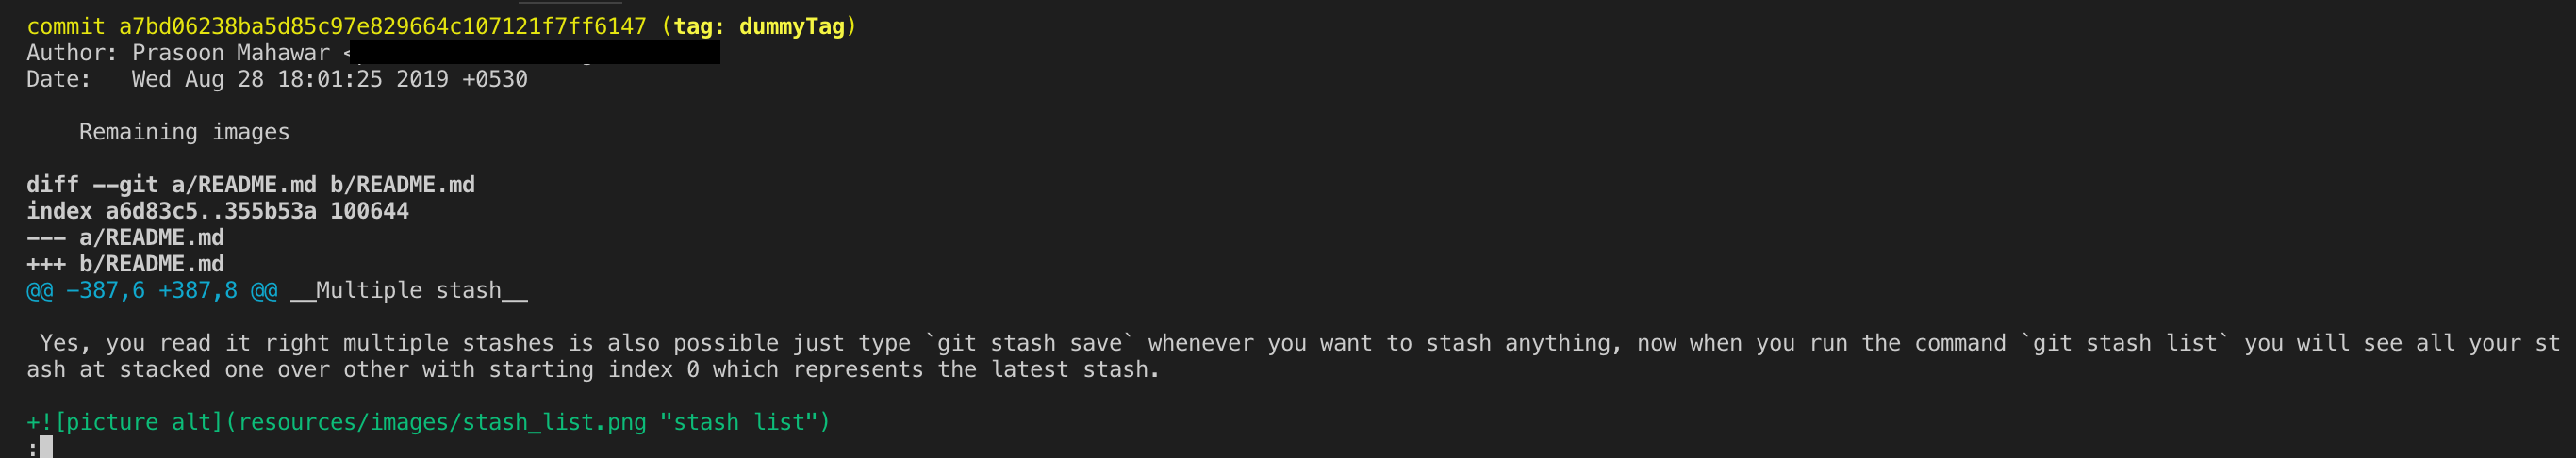 commit a7bd06238ba5d85c97e829664c107121f7ff6147 (tag: dummyTag)
Author: Prasoon Mahawar <
Date:   Wed Aug 28 18:01:25 2019 +0530
    Remaining images
diff --git a/README.md b/README.md
index a6d83c5..355b53a 100644
--- a/README.md
+++ b/README.md
@@ -387,6 +387,8 @@ __Multiple stash__
 Yes, you read it right multiple stashes is also possible just type `git stash save` whenever you want to stash anything, now when you run the command `git stash list` you will see all your st
ash at stacked one over other with starting index 0 which represents the latest stash.
+![picture alt](resources/images/stash_list.png "stash list")
: